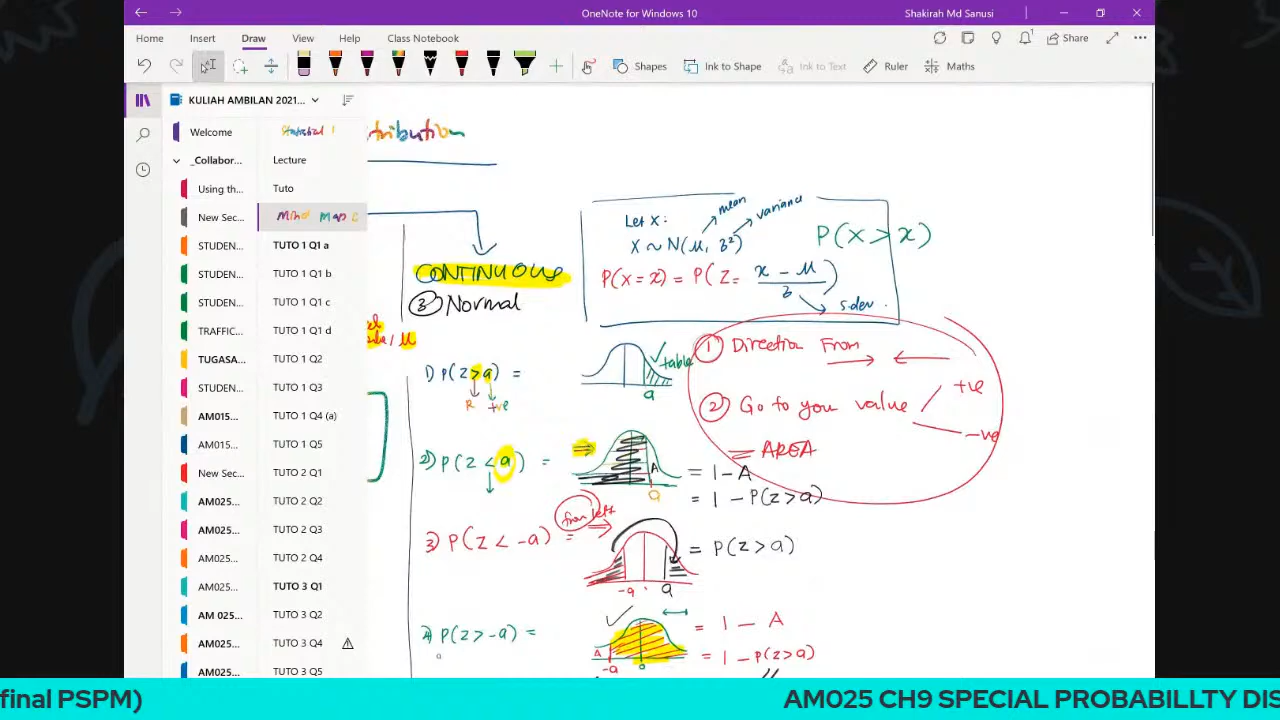 OneNote for Windows 10
Shakirah Md Sanusi
Home Insert Draw View Help Class Notebook
Share
Shapes Ink to Shape Ink to Text Ruler Maths
KULIAH AMBILAN 2021...
Welcome
_Collabor...
Using th...
New Sec...
STUDEN...
STUDEN...
STUDEN...
TRAFFIC...
TUGASA...
STUDEN...
AM015...
AM015...
New Sec...
AM025...
AM025...
AM025...
AM025...
AM 025...
AM025...
AM025...
Lecture
Tuto
Mind Map
TUTO 1 Q1 a
TUTO 1 Q1 b
TUTO 1 Q1 c
TUTO 1 Q1 d
TUTO 1 Q2
TUTO 1 Q3
TUTO 1 Q4 (a)
TUTO 1 Q5
TUTO 2 Q1
TUTO 2 Q2
TUTO 2 Q3
TUTO 2 Q4
TUTO 3 Q1
TUTO 3 Q2
TUTO 3 Q4
TUTO 3 Q5
tribution
CONTINUOUS
③ Normal
Let X:
mean
variance
X ~ N(μ, σ²)
P(X > x)
P(X = x) = P(Z = (x - μ)/σ)
s.dev.
1) P(Z > a) =
R +ve
table
a
① Direction From
② Go to you value
+ve
-ve
= AREA
2) P(Z < a) =
A
a
= 1 - A
= 1 - P(Z > a)
3) P(Z < -a) =
from left
-a a
= P(Z > a)
4) P(Z > -a) =
A
-a 0
= 1 - A
= 1 - P(Z > a)
final PSPM)
AM025 CH9 SPECIAL PROBABILLTY DIS